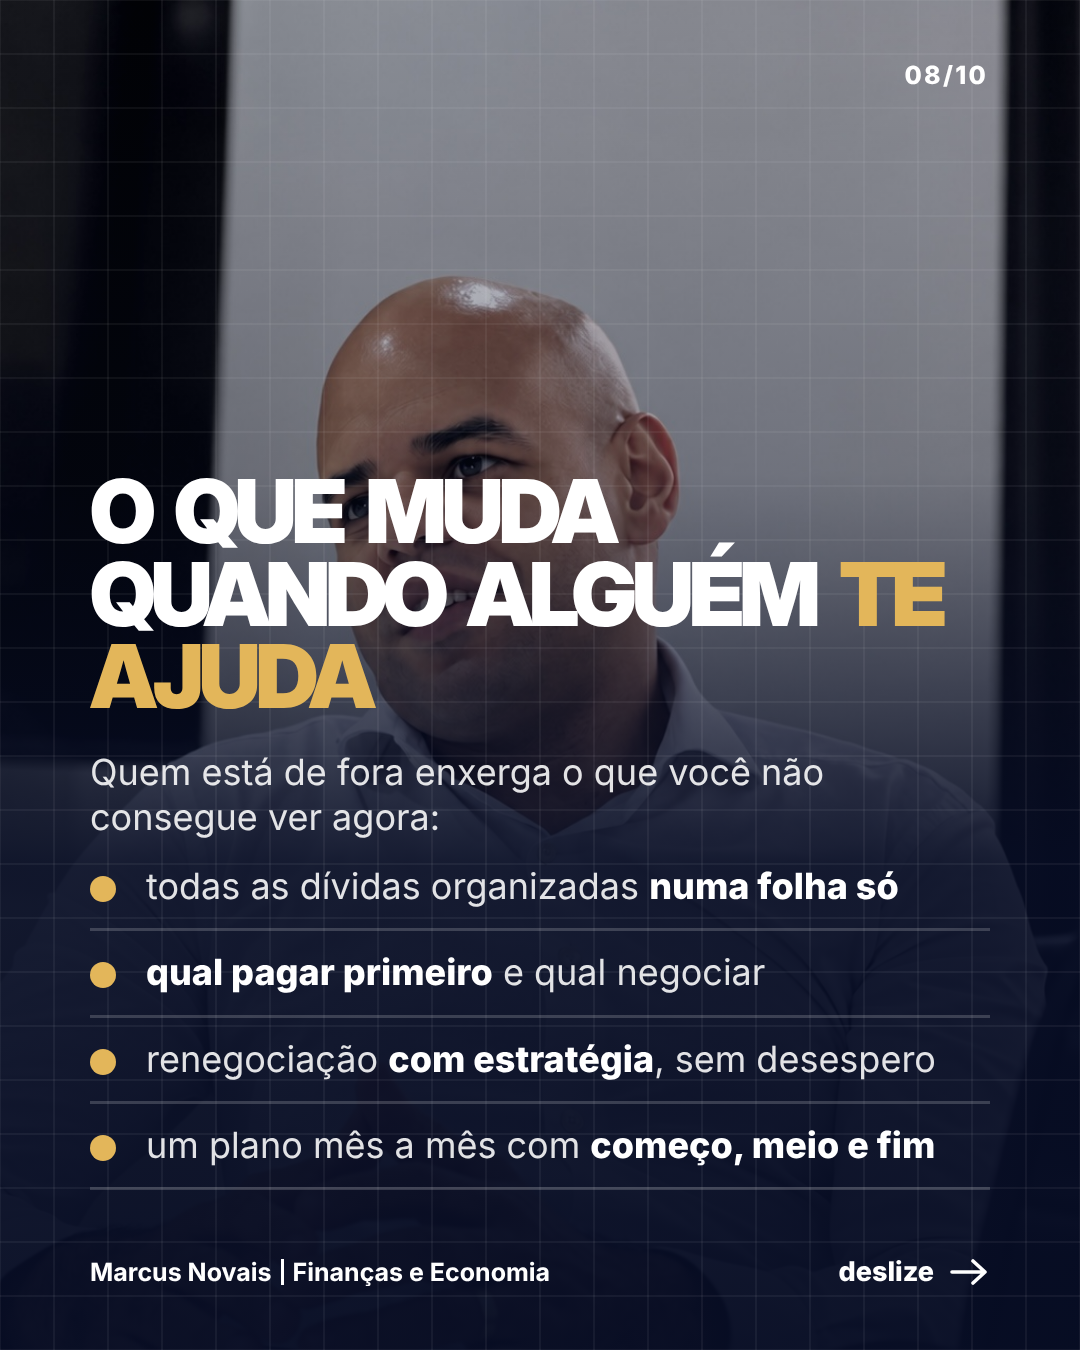 08/10
O QUE MUDA
QUANDO ALGUÉM TE
AJUDA
Quem está de fora enxerga o que você não
consegue ver agora:
todas as dívidas organizadas numa folha só
qual pagar primeiro e qual negociar
renegociação com estratégia, sem desespero
um plano mês a mês com começo, meio e fim
Marcus Novais | Finanças e Economia
deslize →